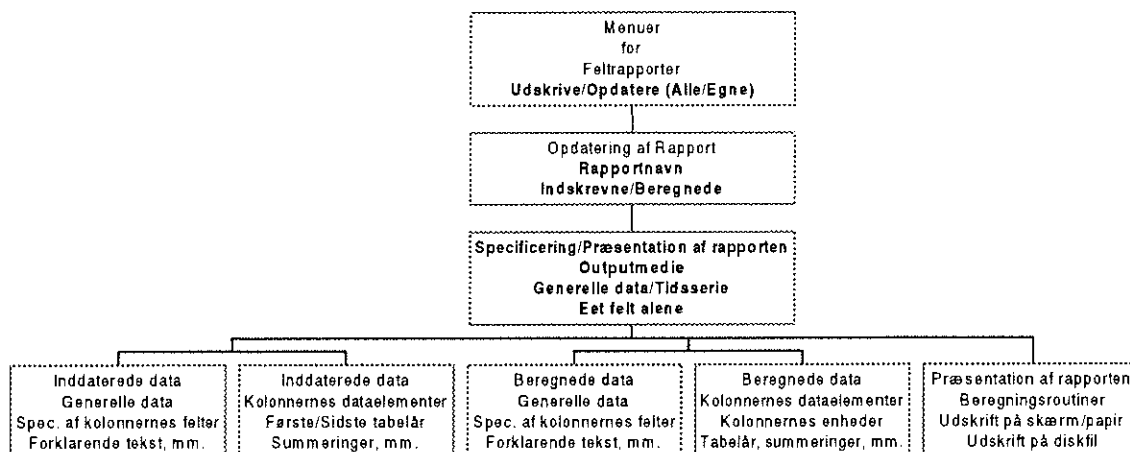 Menuer
for
Feltrapporter
Udskrive/Opdatere (Alle/Egne)
Opdatering af Rapport
Rapportnavn
Indskrevne/Beregnede
Specificering/Præsentation af rapporten
Outputmedie
Generelle data/Tidsserie
Eet felt alene
Inddaterede data
Generelle data
Spec. af kolonnernes felter
Forklarende tekst, mm.
Inddaterede data
Kolonnernes dataelementer
Første/Sidste tabelår
Summeringer, mm.
Beregnede data
Generelle data
Spec. af kolonnernes felter
Forklarende tekst, mm.
Beregnede data
Kolonnernes dataelementer
Kolonnernes enheder
Tabelår, summeringer, mm.
Præsentation af rapporten
Beregningsroutiner
Udskrift på skærm/papir
Udskrift på diskfil